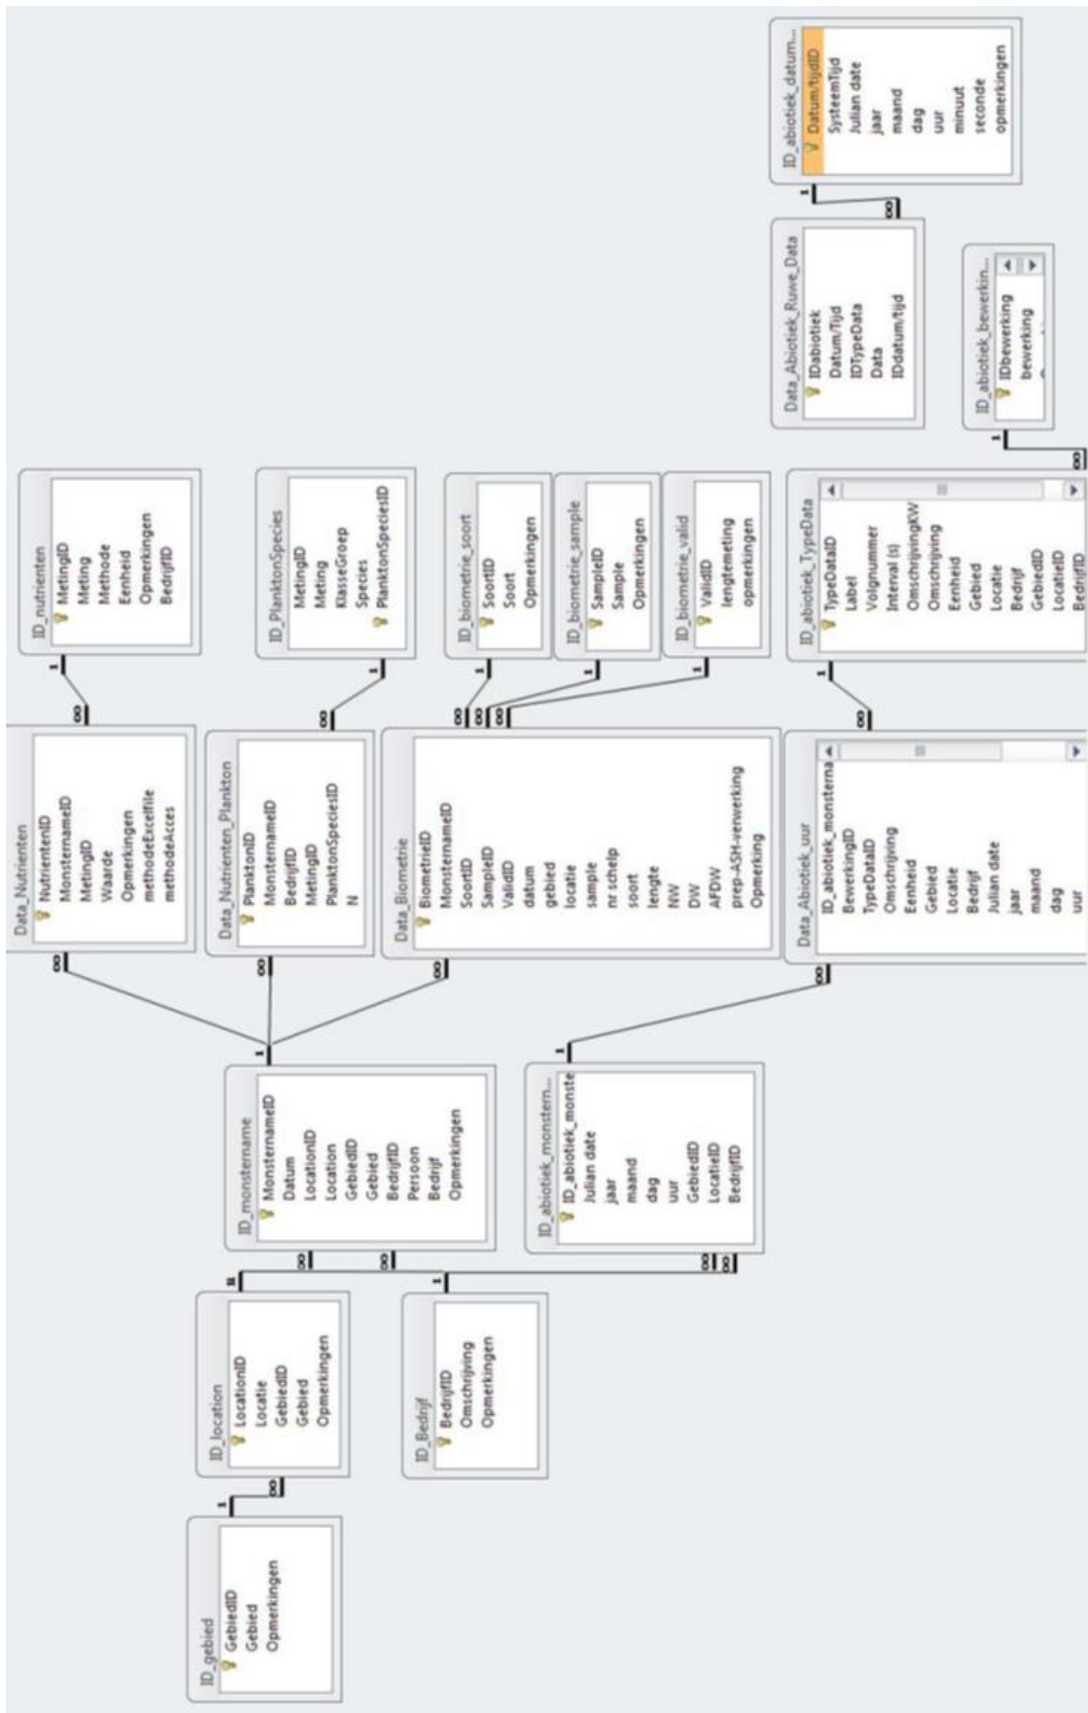 ID_gebied
GebiedID
Gebied
Opmerkingen
ID_location
LocationID
Locatie
GebiedID
Gebied
Opmerkingen
ID_Bedrijf
BedrijfID
Omschrijving
Opmerkingen
ID_monstername
MonsternameID
Datum
LocationID
Location
GebiedID
Gebied
BedrijfID
Persoon
Bedrijf
Opmerkingen
ID_abiotiek_monstern...
ID_abiotiek_monste
Julian date
jaar
maand
dag
uur
GebiedID
LocatieID
BedrijfID
Data_Nutrienten
NutrientenID
MonsternameID
MetingID
Waarde
Opmerkingen
methodeExcelfile
methodeAcces
Data_Nutrienten_Plankton
PlanktonID
MonsternameID
BedrijfID
MetingID
PlanktonSpeciesID
N
Data_Biometrie
BiometrieID
MonsternameID
SoortID
SampleID
ValidID
datum
gebied
locatie
sample
nr schelp
soort
lengte
NW
DW
AFDW
prep-ASH-verwerking
Opmerking
Data_Abiotiek_uur
ID_abiotiek_monsterna
BewerkingID
TypeDataID
Omschrijving
Eenheid
Gebied
Locatie
Bedrijf
Julian date
jaar
maand
dag
uur
ID_nutrienten
MetingID
Meting
Methode
Eenheid
Opmerkingen
BedrijfID
ID_PlanktonSpecies
MetingID
Meting
KlasseGroep
Species
PlanktonSpeciesID
ID_biometrie_soort
SoortID
Soort
Opmerkingen
ID_biometrie_sample
SampleID
Sample
Opmerkingen
ID_biometrie_valid
ValidID
lengtemeting
opmerkingen
ID_abiotiek_TypeData
TypeDataID
Label
Volgnummer
Interval (s)
OmschrijvingKW
Omschrijving
Eenheid
Gebied
Locatie
Bedrijf
GebiedID
LocatieID
BedrijfID
Data_Abiotiek_Ruwe_Data
IDabiotiek
Datum/Tijd
IDTypeData
Data
IDdatum/tijd
ID_abiotiek_bewerkin...
IDbewerking
bewerking
ID_abiotiek_datum...
Datum/tijdID
SysteemTijd
Julian date
jaar
maand
dag
uur
minuut
seconde
opmerkingen